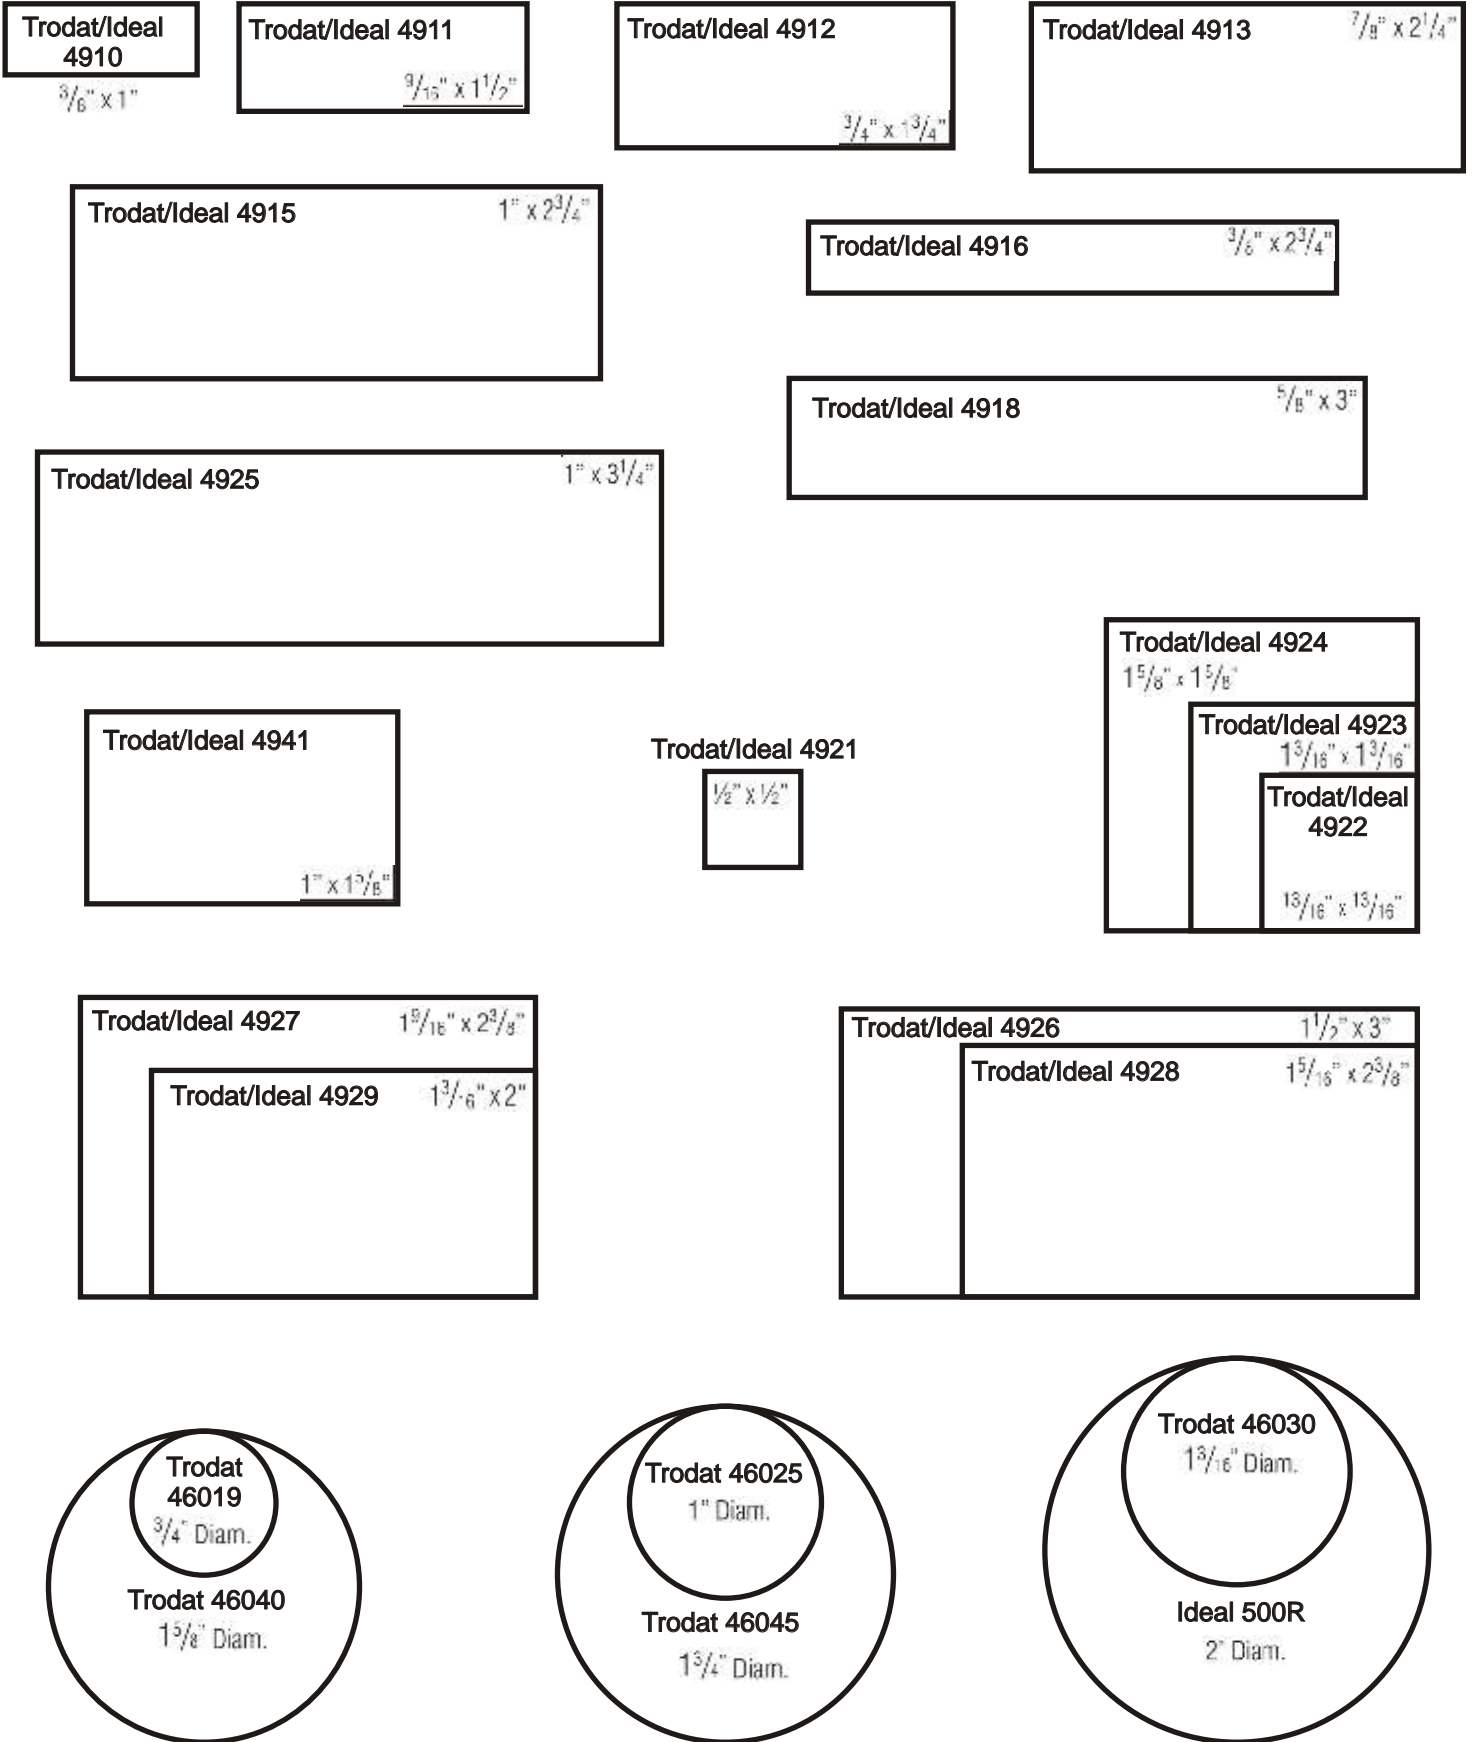 Trodat/Ideal
4910
3/8" x 1"
Trodat/Ideal 4911
9/16" x 1 1/2"
Trodat/Ideal 4912
3/4" x 1 3/4"
Trodat/Ideal 4913 7/8" x 2 1/4"
Trodat/Ideal 4915 1" x 2 3/4"
Trodat/Ideal 4916 3/8" x 2 3/4"
Trodat/Ideal 4918 5/8" x 3"
Trodat/Ideal 4925 1" x 3 1/4"
Trodat/Ideal 4924
1 5/8" x 1 5/8"
Trodat/Ideal 4923
1 3/16" x 1 3/16"
Trodat/Ideal
4922
13/16" x 13/16"
Trodat/Ideal 4941
1" x 1 5/8"
Trodat/Ideal 4921
½" x ½"
Trodat/Ideal 4927 1 9/16" x 2 3/8"
Trodat/Ideal 4929 1 3/16" x 2"
Trodat/Ideal 4926 1 1/2" x 3"
Trodat/Ideal 4928 1 5/16" x 2 3/8"
Trodat
46019
3/4" Diam.
Trodat 46040
1 5/8" Diam.
Trodat 46025
1" Diam.
Trodat 46045
1 3/4" Diam.
Trodat 46030
1 3/16" Diam.
Ideal 500R
2" Diam.